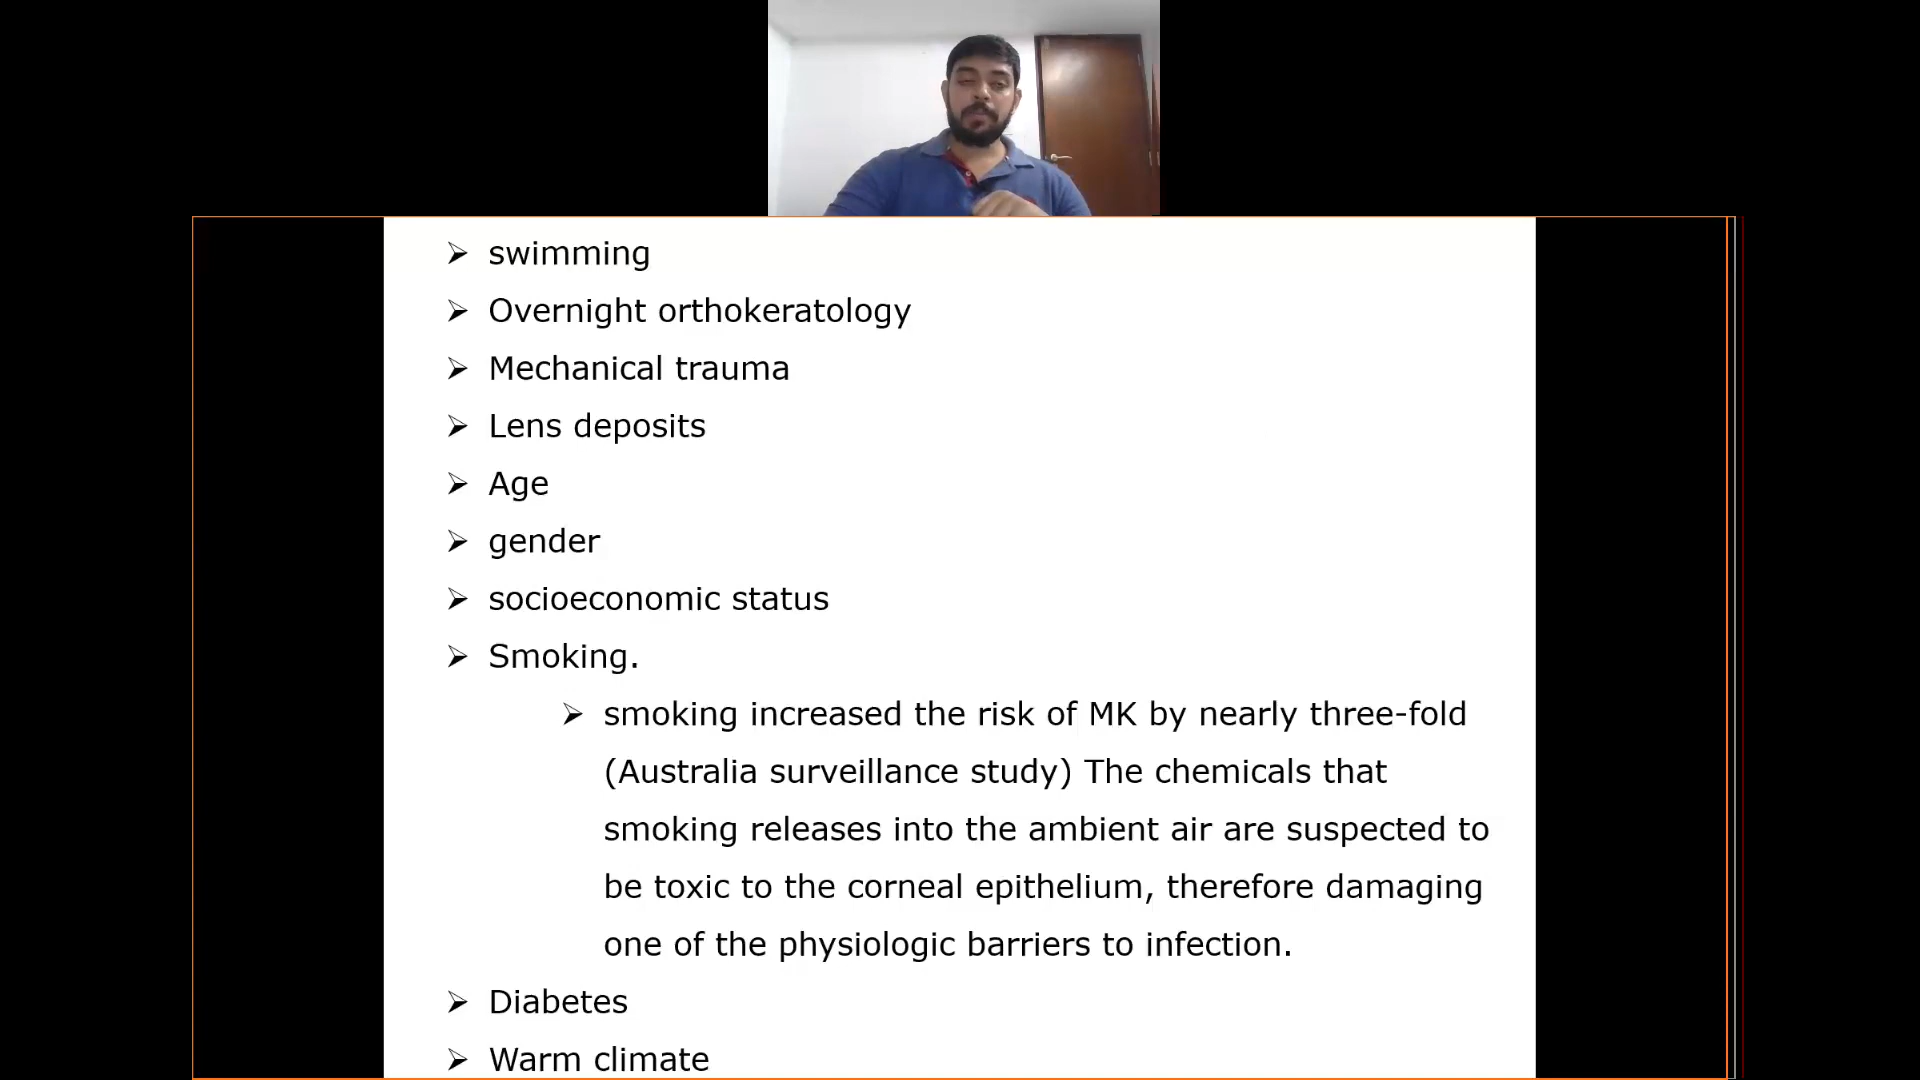 ➢ swimming
➢ Overnight orthokeratology
➢ Mechanical trauma
➢ Lens deposits
➢ Age
➢ gender
➢ socioeconomic status
➢ Smoking.
➢ smoking increased the risk of MK by nearly three-fold
(Australia surveillance study) The chemicals that
smoking releases into the ambient air are suspected to
be toxic to the corneal epithelium, therefore damaging
one of the physiologic barriers to infection.
➢ Diabetes
➢ Warm climate